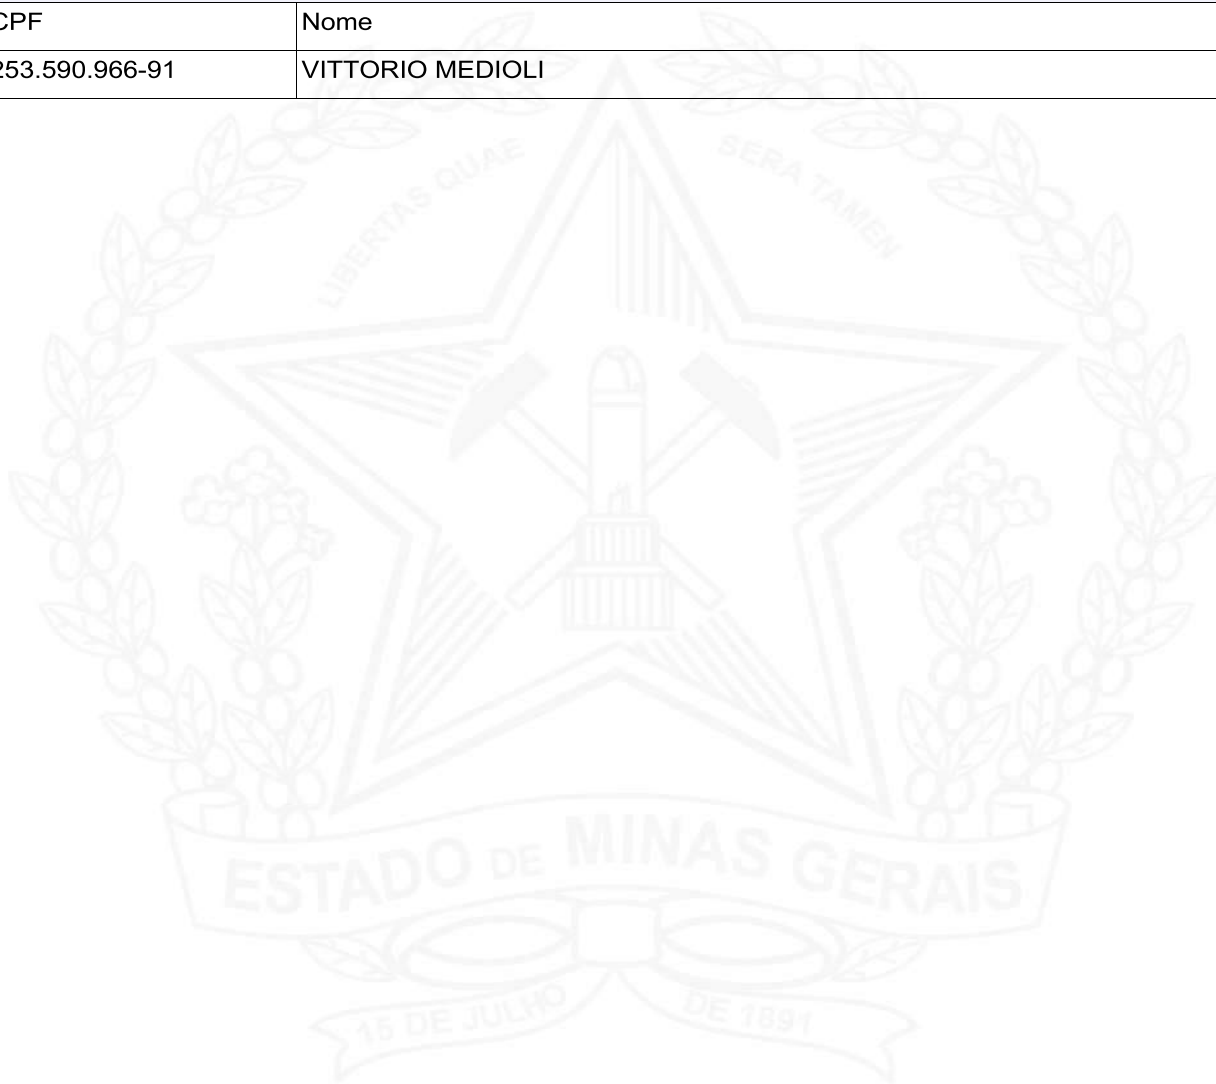 CPF Nome
253.590.966-91 VITTORIO MEDIOLI
LIBERTAS QUAE SERA TAMEN
ESTADO DE MINAS GERAIS
15 DE JULHO DE 1891